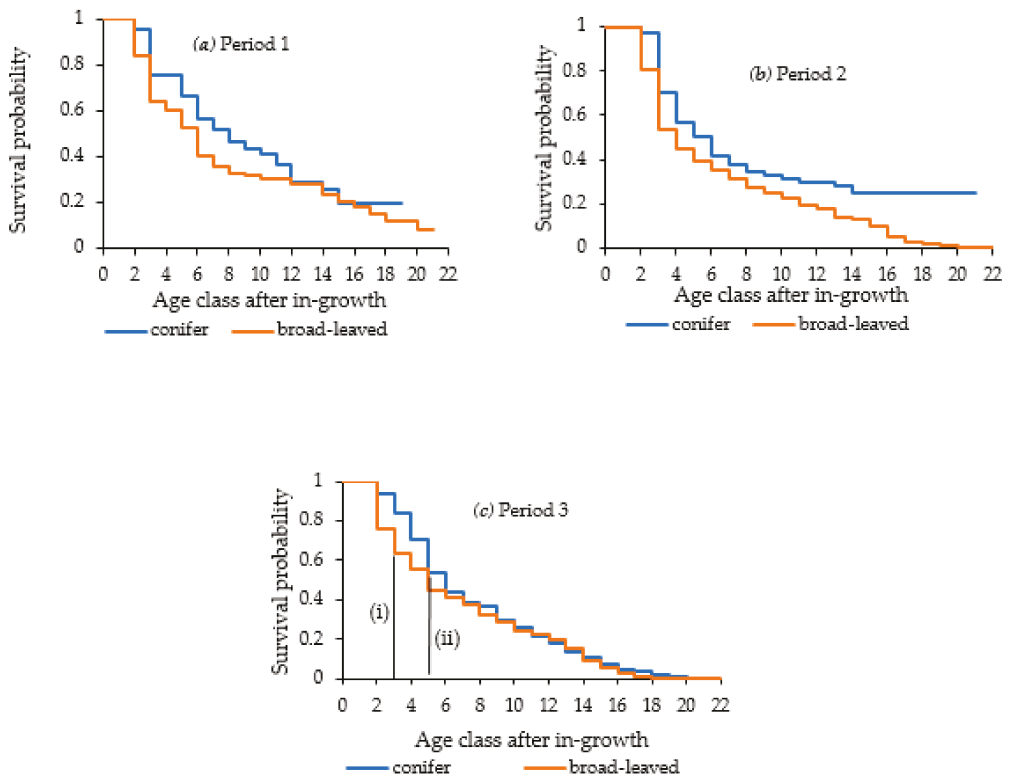 (a) Period 1
Survival probability
1
0.8
0.6
0.4
0.2
0
0 2 4 6 8 10 12 14 16 18 20 22
Age class after in-growth
conifer broad-leaved
(b) Period 2
Survival probability
1
0.8
0.6
0.4
0.2
0
0 2 4 6 8 10 12 14 16 18 20 22
Age class after in-growth
conifer broad-leaved
(c) Period 3
Survival probability
1
0.8
0.6
0.4
0.2
0
(i)
(ii)
0 2 4 6 8 10 12 14 16 18 20 22
Age class after in-growth
conifer broad-leaved